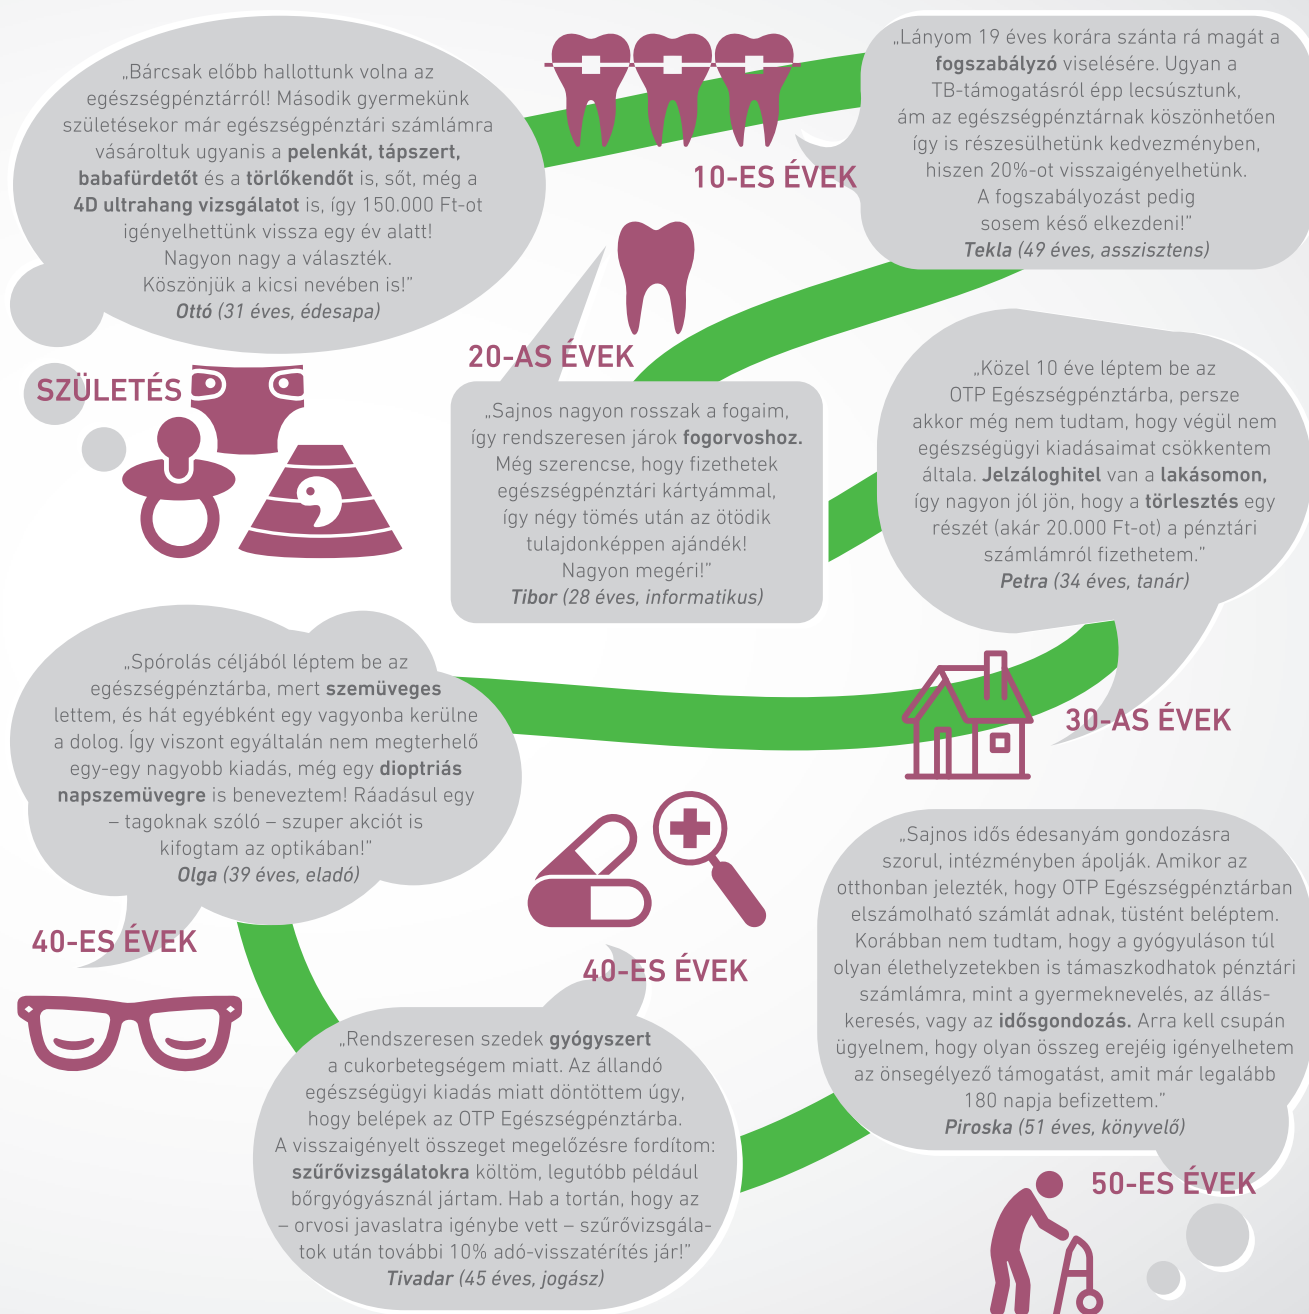 „Bárcsak előbb hallottunk volna az
egészségpénztárról! Második gyermekünk
születésekor már egészségpénztári számlámra
vásároltuk ugyanis a pelenkát, tápszert,
babafürdetőt és a törlőkendőt is, sőt, még a
4D ultrahang vizsgálatot is, így 150.000 Ft-ot
igényelhettünk vissza egy év alatt!
Nagyon nagy a választék.
Köszönjük a kicsi nevében is!”
Ottó (31 éves, édesapa)
SZÜLETÉS
„Lányom 19 éves korára szánta rá magát a
fogszabályzó viselésére. Ugyan a
TB-támogatásról épp lecsúsztunk,
ám az egészségpénztárnak köszönhetően
így is részesülhetünk kedvezményben,
hiszen 20%-ot visszaigényelhetünk.
A fogszabályozást pedig
sosem késő elkezdeni!”
Tekla (49 éves, asszisztens)
10-ES ÉVEK
20-AS ÉVEK
„Sajnos nagyon rosszak a fogaim,
így rendszeresen járok fogorvoshoz.
Még szerencse, hogy fizethetek
egészségpénztári kártyámmal,
így négy tömés után az ötödik
tulajdonképpen ajándék!
Nagyon megéri!”
Tibor (28 éves, informatikus)
„Közel 10 éve léptem be az
OTP Egészségpénztárba, persze
akkor még nem tudtam, hogy végül nem
egészségügyi kiadásaimat csökkentem
általa. Jelzáloghitel van a lakásomon,
így nagyon jól jön, hogy a törlesztés egy
részét (akár 20.000 Ft-ot) a pénztári
számlámról fizethetem.”
Petra (34 éves, tanár)
30-AS ÉVEK
„Spórolás céljából léptem be az
egészségpénztárba, mert szemüveges
lettem, és hát egyébként egy vagyonba kerülne
a dolog. Így viszont egyáltalán nem megterhelő
egy-egy nagyobb kiadás, még egy dioptriás
napszemüvegre is beneveztem! Ráadásul egy
– tagoknak szóló – szuper akciót is
kifogtam az optikában!”
Olga (39 éves, eladó)
40-ES ÉVEK
40-ES ÉVEK
„Rendszeresen szedek gyógyszert
a cukorbetegségem miatt. Az állandó
egészségügyi kiadás miatt döntöttem úgy,
hogy belépek az OTP Egészségpénztárba.
A visszaigényelt összeget megelőzésre fordítom:
szűrővizsgálatokra költöm, legutóbb például
bőrgyógyásznál jártam. Hab a tortán, hogy az
– orvosi javaslatra igénybe vett – szűrővizsgála-
tok után további 10% adó-visszatérítés jár!”
Tivadar (45 éves, jogász)
„Sajnos idős édesanyám gondozásra
szorul, intézményben ápolják. Amikor az
otthonban jelezték, hogy OTP Egészségpénztárban
elszámolható számlát adnak, tüstént beléptem.
Korábban nem tudtam, hogy a gyógyuláson túl
olyan élethelyzetekben is támaszkodhatok pénztári
számlámra, mint a gyermeknevelés, az állás-
keresés, vagy az idősgondozás. Arra kell csupán
ügyelnem, hogy olyan összeg erejéig igényelhetem
az önsegélyező támogatást, amit már legalább
180 napja befizettem.”
Piroska (51 éves, könyvelő)
50-ES ÉVEK